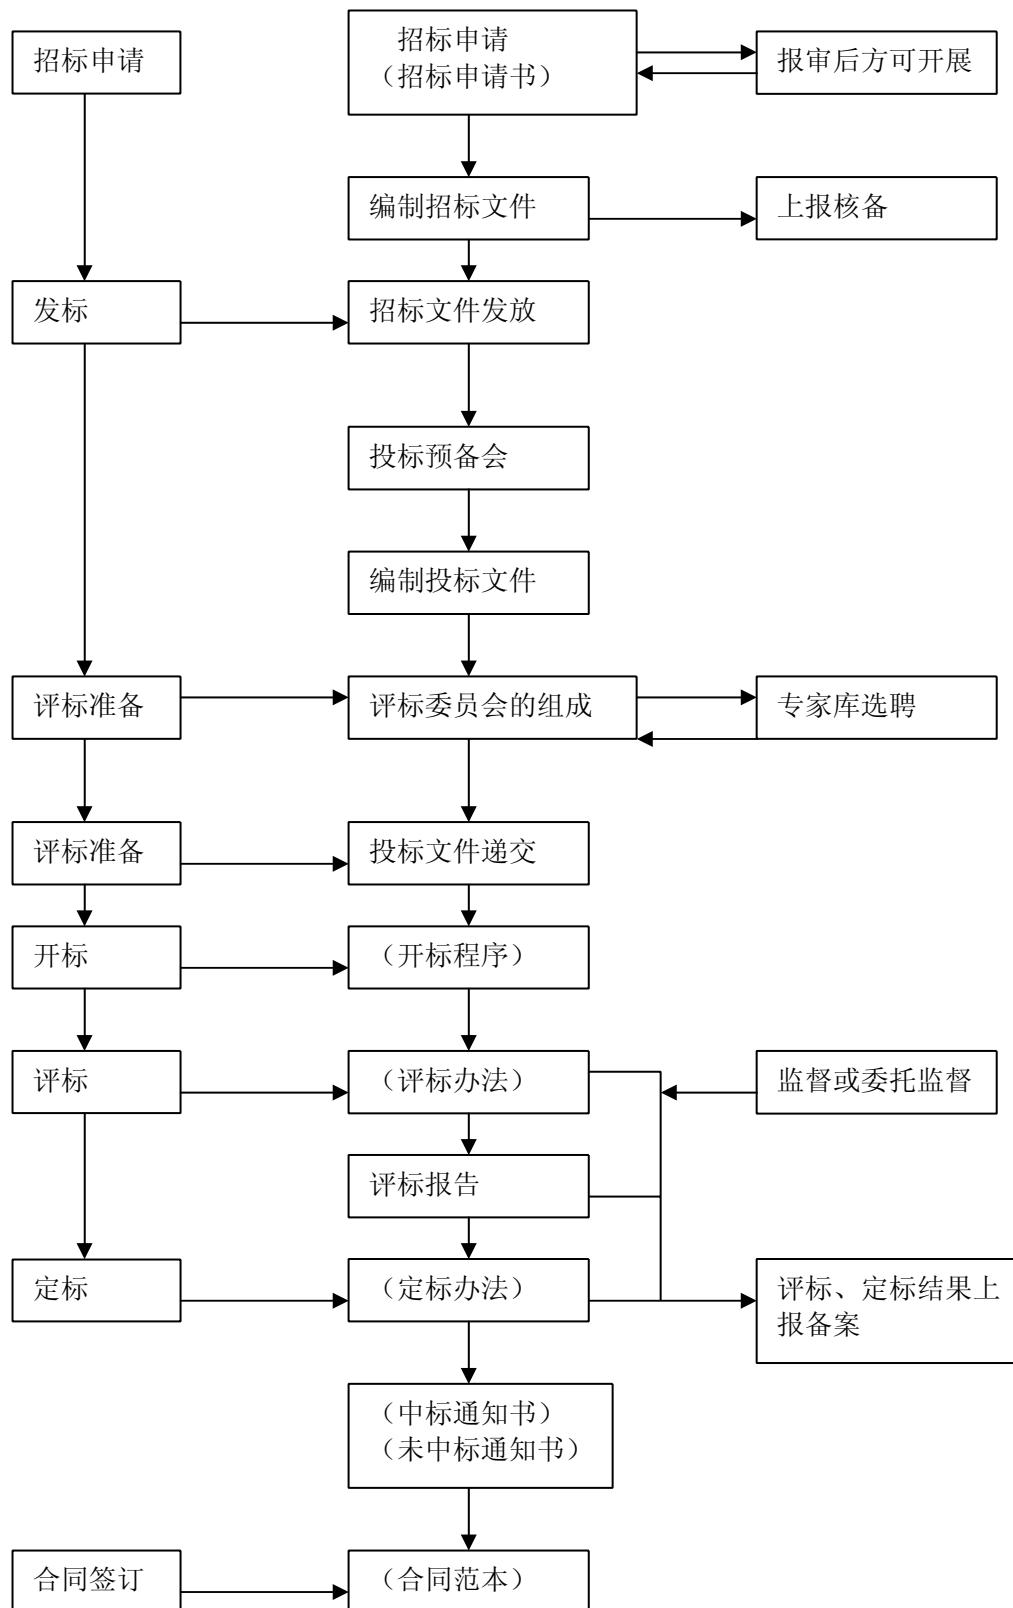 招标申请
招标申请
（招标申请书）
报审后方可开展
编制招标文件
上报核备
发标
招标文件发放
投标预备会
编制投标文件
评标准备
评标委员会的组成
专家库选聘
评标准备
投标文件递交
开标
（开标程序）
评标
（评标办法）
监督或委托监督
评标报告
定标
（定标办法）
评标、定标结果上
报备案
（中标通知书）
（未中标通知书）
合同签订
（合同范本）